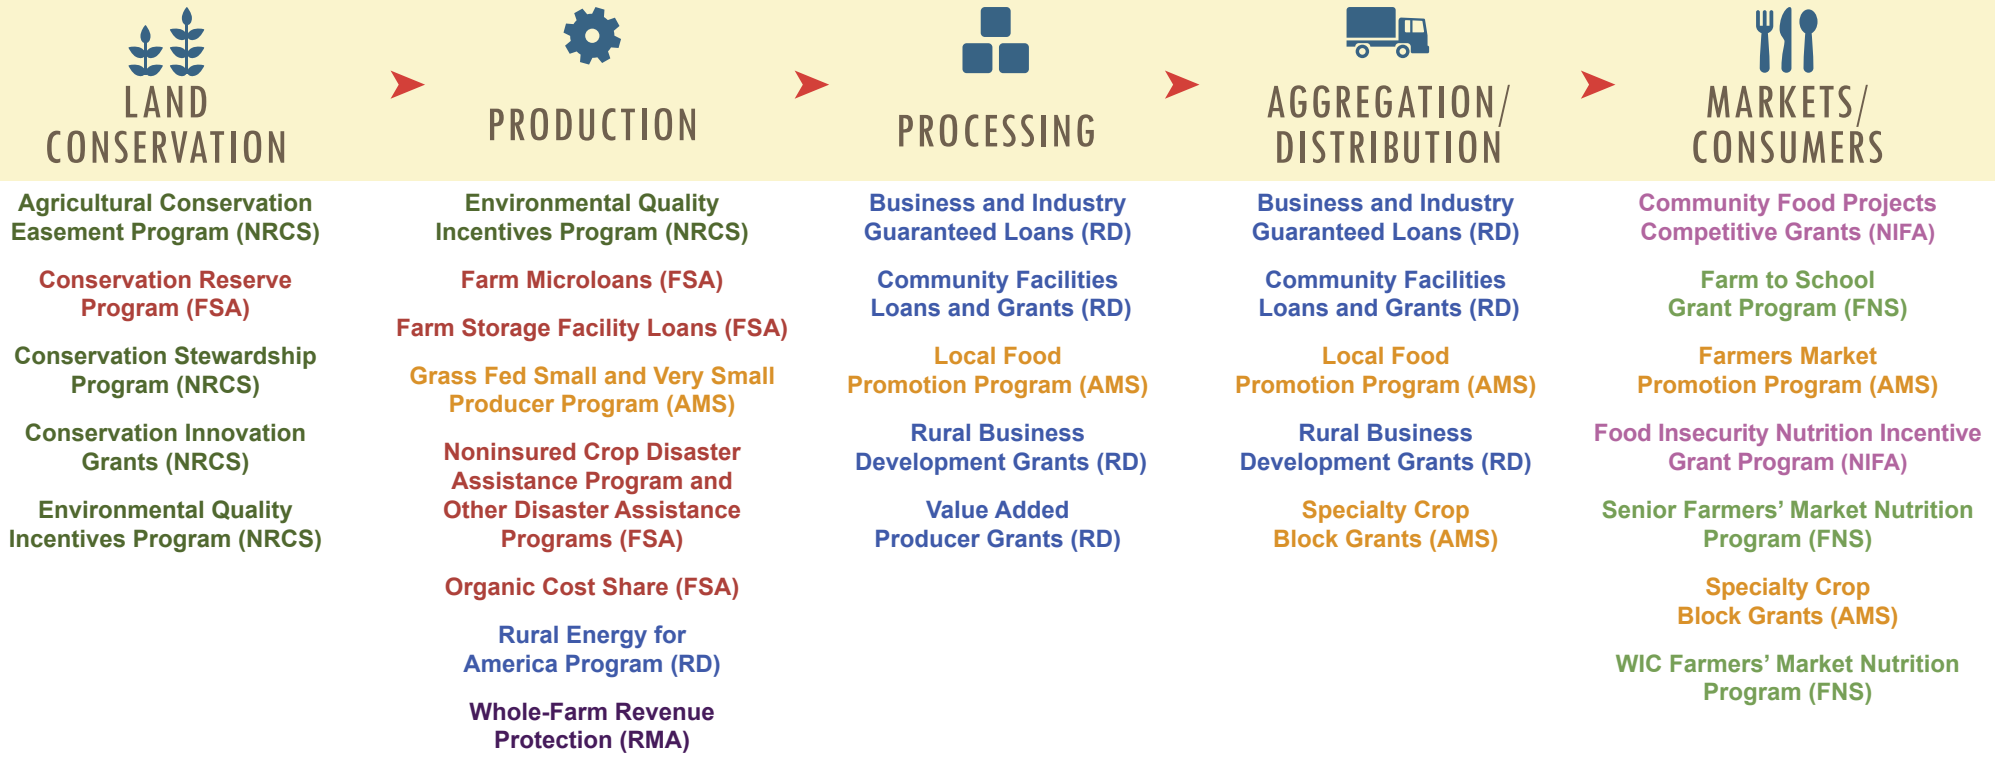 LAND
CONSERVATION
Agricultural Conservation
Easement Program (NRCS)
Conservation Reserve
Program (FSA)
Conservation Stewardship
Program (NRCS)
Conservation Innovation
Grants (NRCS)
Environmental Quality
Incentives Program (NRCS)
PRODUCTION
Environmental Quality
Incentives Program (NRCS)
Farm Microloans (FSA)
Farm Storage Facility Loans (FSA)
Grass Fed Small and Very Small
Producer Program (AMS)
Noninsured Crop Disaster
Assistance Program and
Other Disaster Assistance
Programs (FSA)
Organic Cost Share (FSA)
Rural Energy for
America Program (RD)
Whole-Farm Revenue
Protection (RMA)
PROCESSING
Business and Industry
Guaranteed Loans (RD)
Community Facilities
Loans and Grants (RD)
Local Food
Promotion Program (AMS)
Rural Business
Development Grants (RD)
Value Added
Producer Grants (RD)
AGGREGATION/
DISTRIBUTION
Business and Industry
Guaranteed Loans (RD)
Community Facilities
Loans and Grants (RD)
Local Food
Promotion Program (AMS)
Rural Business
Development Grants (RD)
Specialty Crop
Block Grants (AMS)
MARKETS/
CONSUMERS
Community Food Projects
Competitive Grants (NIFA)
Farm to School
Grant Program (FNS)
Farmers Market
Promotion Program (AMS)
Food Insecurity Nutrition Incentive
Grant Program (NIFA)
Senior Farmers’ Market Nutrition
Program (FNS)
Specialty Crop
Block Grants (AMS)
WIC Farmers’ Market Nutrition
Program (FNS)